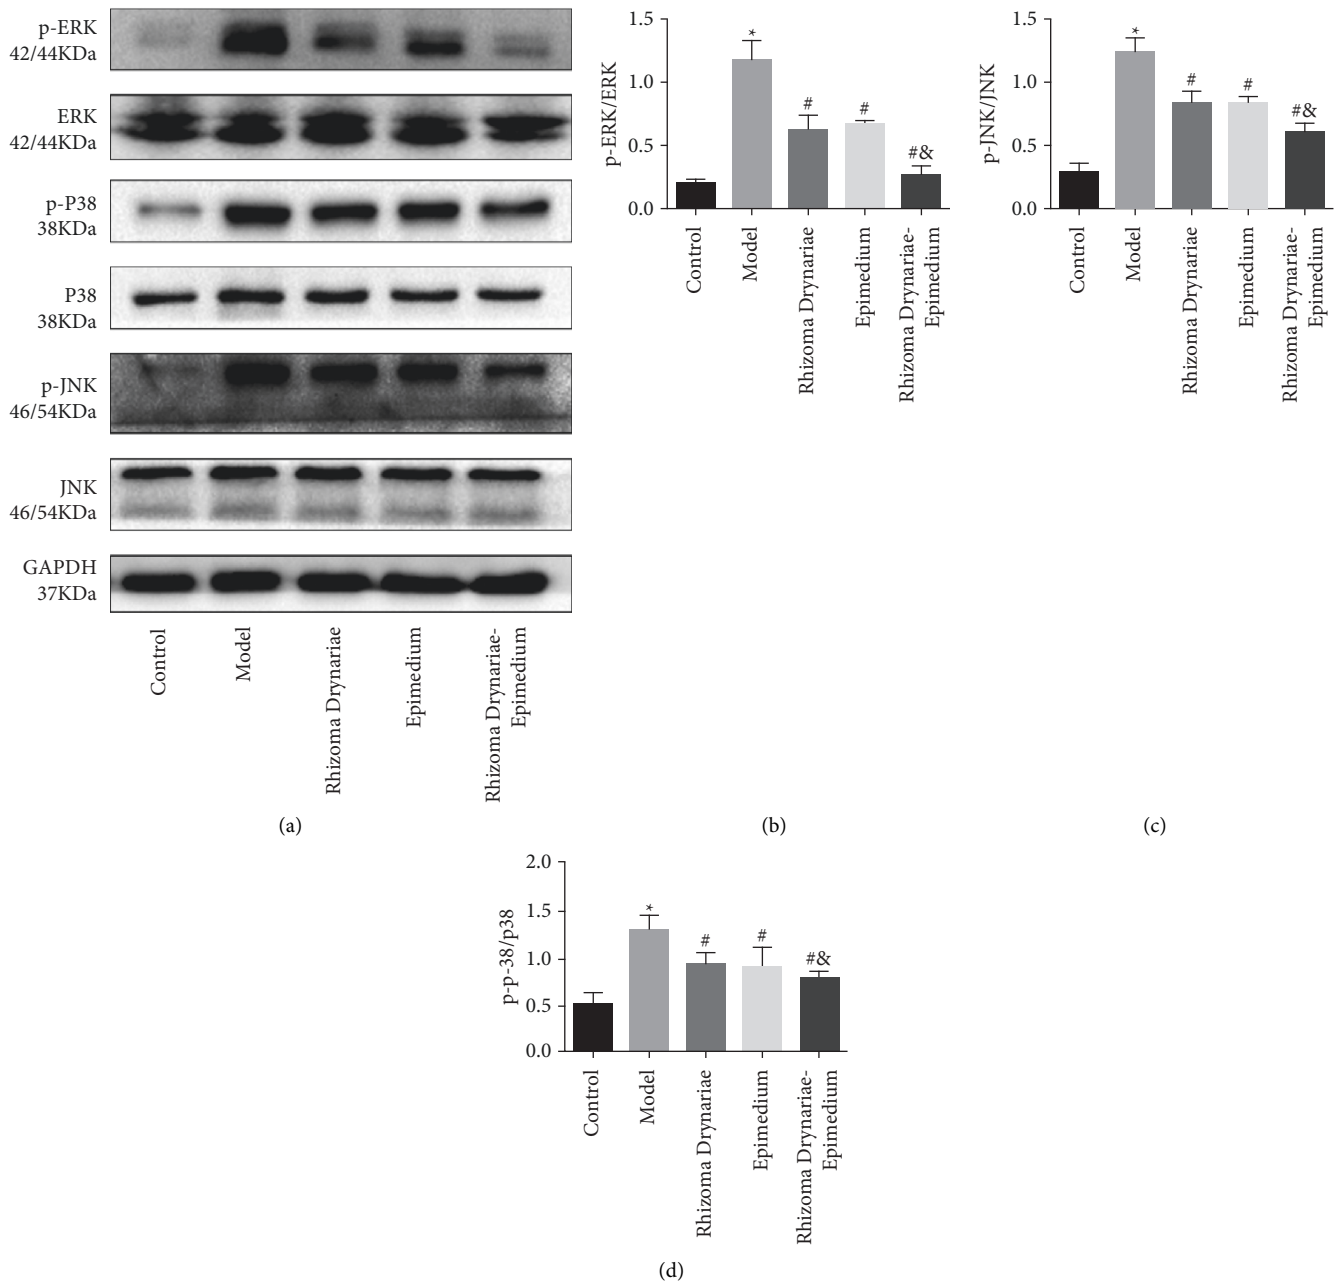 p-ERK
42/44KDa
ERK
42/44KDa
p-P38
38KDa
P38
38KDa
p-JNK
46/54KDa
JNK
46/54KDa
GAPDH
37KDa
Control
Model
Rhizoma Drynariae
Epimedium
Rhizoma Drynariae-
Epimedium
(a)
p-ERK/ERK
1.5
1.0
0.5
0.0
*
#
#
#&
Control
Model
Rhizoma Drynariae
Epimedium
Rhizoma Drynariae-
Epimedium
(b)
p-JNK/JNK
1.5
1.0
0.5
0.0
*
#
#
#&
Control
Model
Rhizoma Drynariae
Epimedium
Rhizoma Drynariae-
Epimedium
(c)
p-p-38/p38
2.0
1.5
1.0
0.5
0.0
*
#
#
#&
Control
Model
Rhizoma Drynariae
Epimedium
Rhizoma Drynariae-
Epimedium
(d)